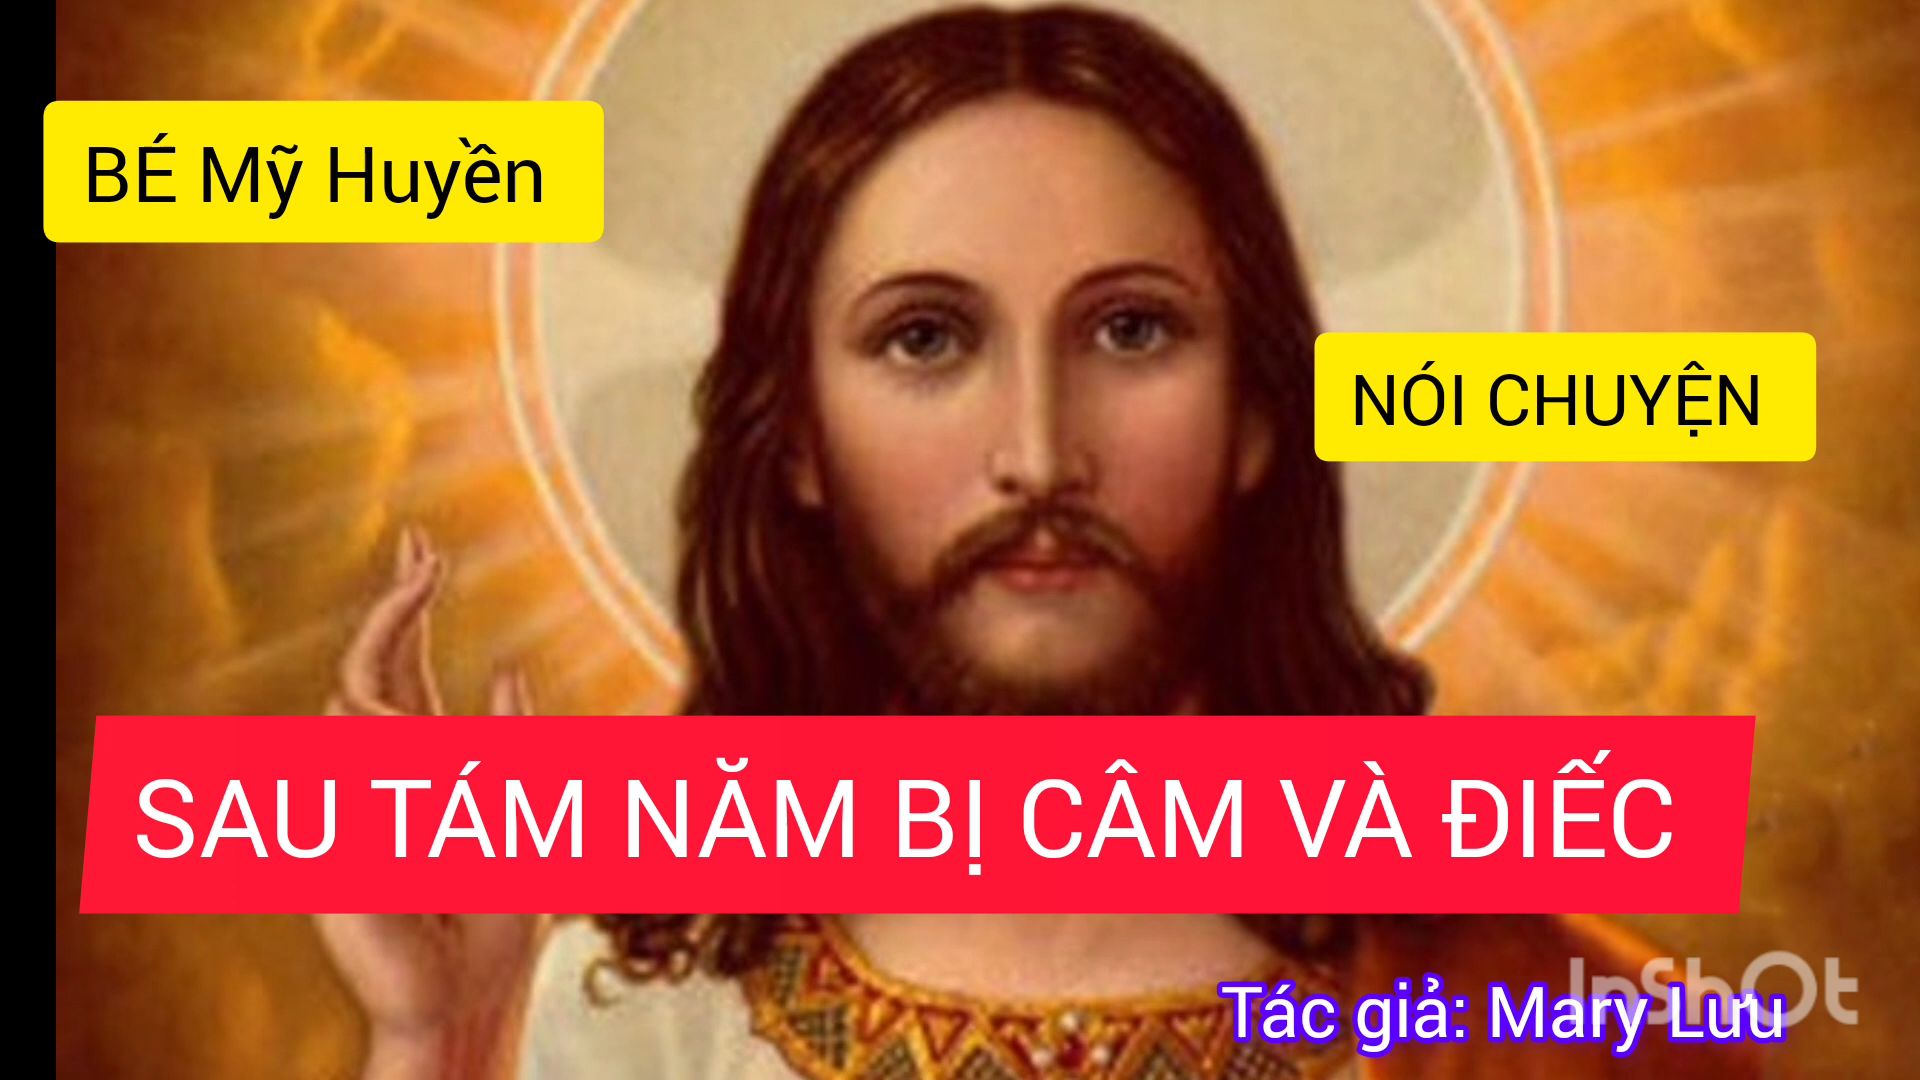 BÉ Mỹ Huyền
NÓI CHUYỆN
SAU TÁM NĂM BỊ CÂM VÀ ĐIẾC
Tác giả: Mary Lưu
InShOt